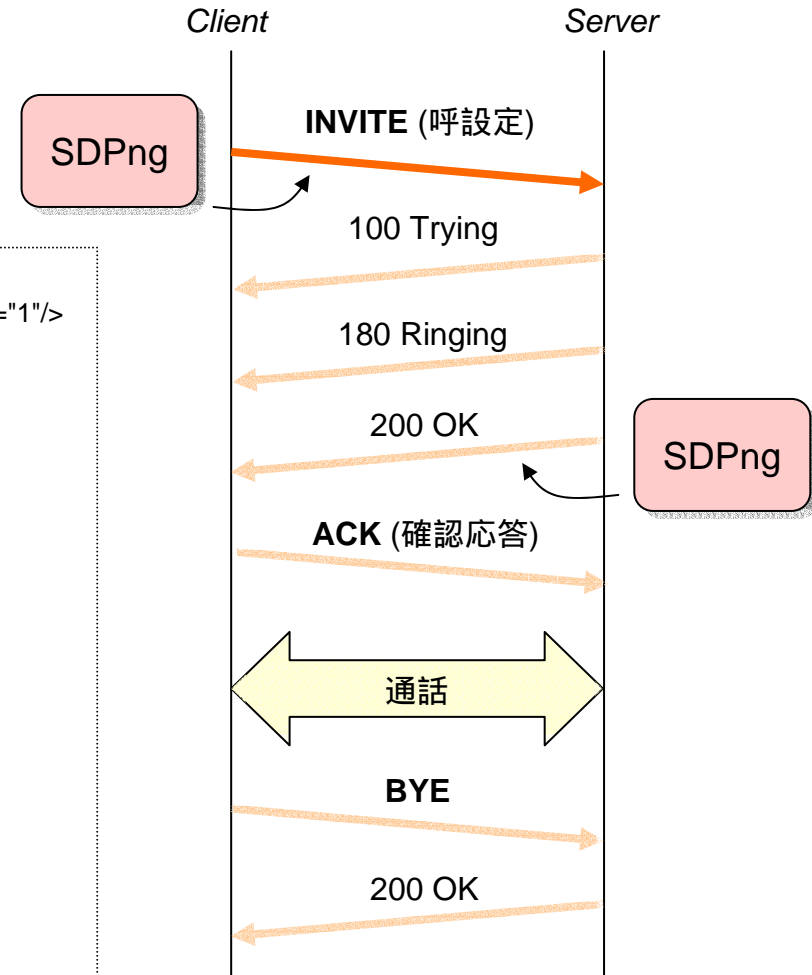 Client
Server
INVITE (呼設定)
SDPng
100 Trying
="1"/>
180 Ringing
200 OK
SDPng
ACK (確認応答)
通話
BYE
200 OK